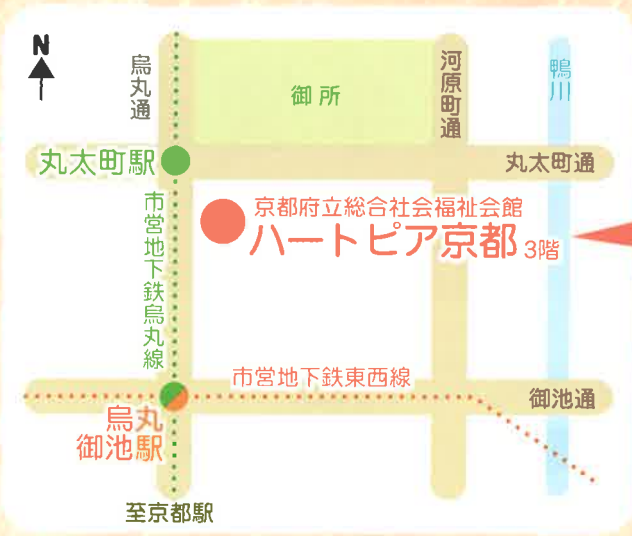 N
烏丸通
御所
河原町通
鴨川
丸太町駅
丸太町通
市営地下鉄烏丸線
京都府立総合社会福祉会館
ハートピア京都 3階
市営地下鉄東西線
御池通
烏丸
御池駅
至京都駅